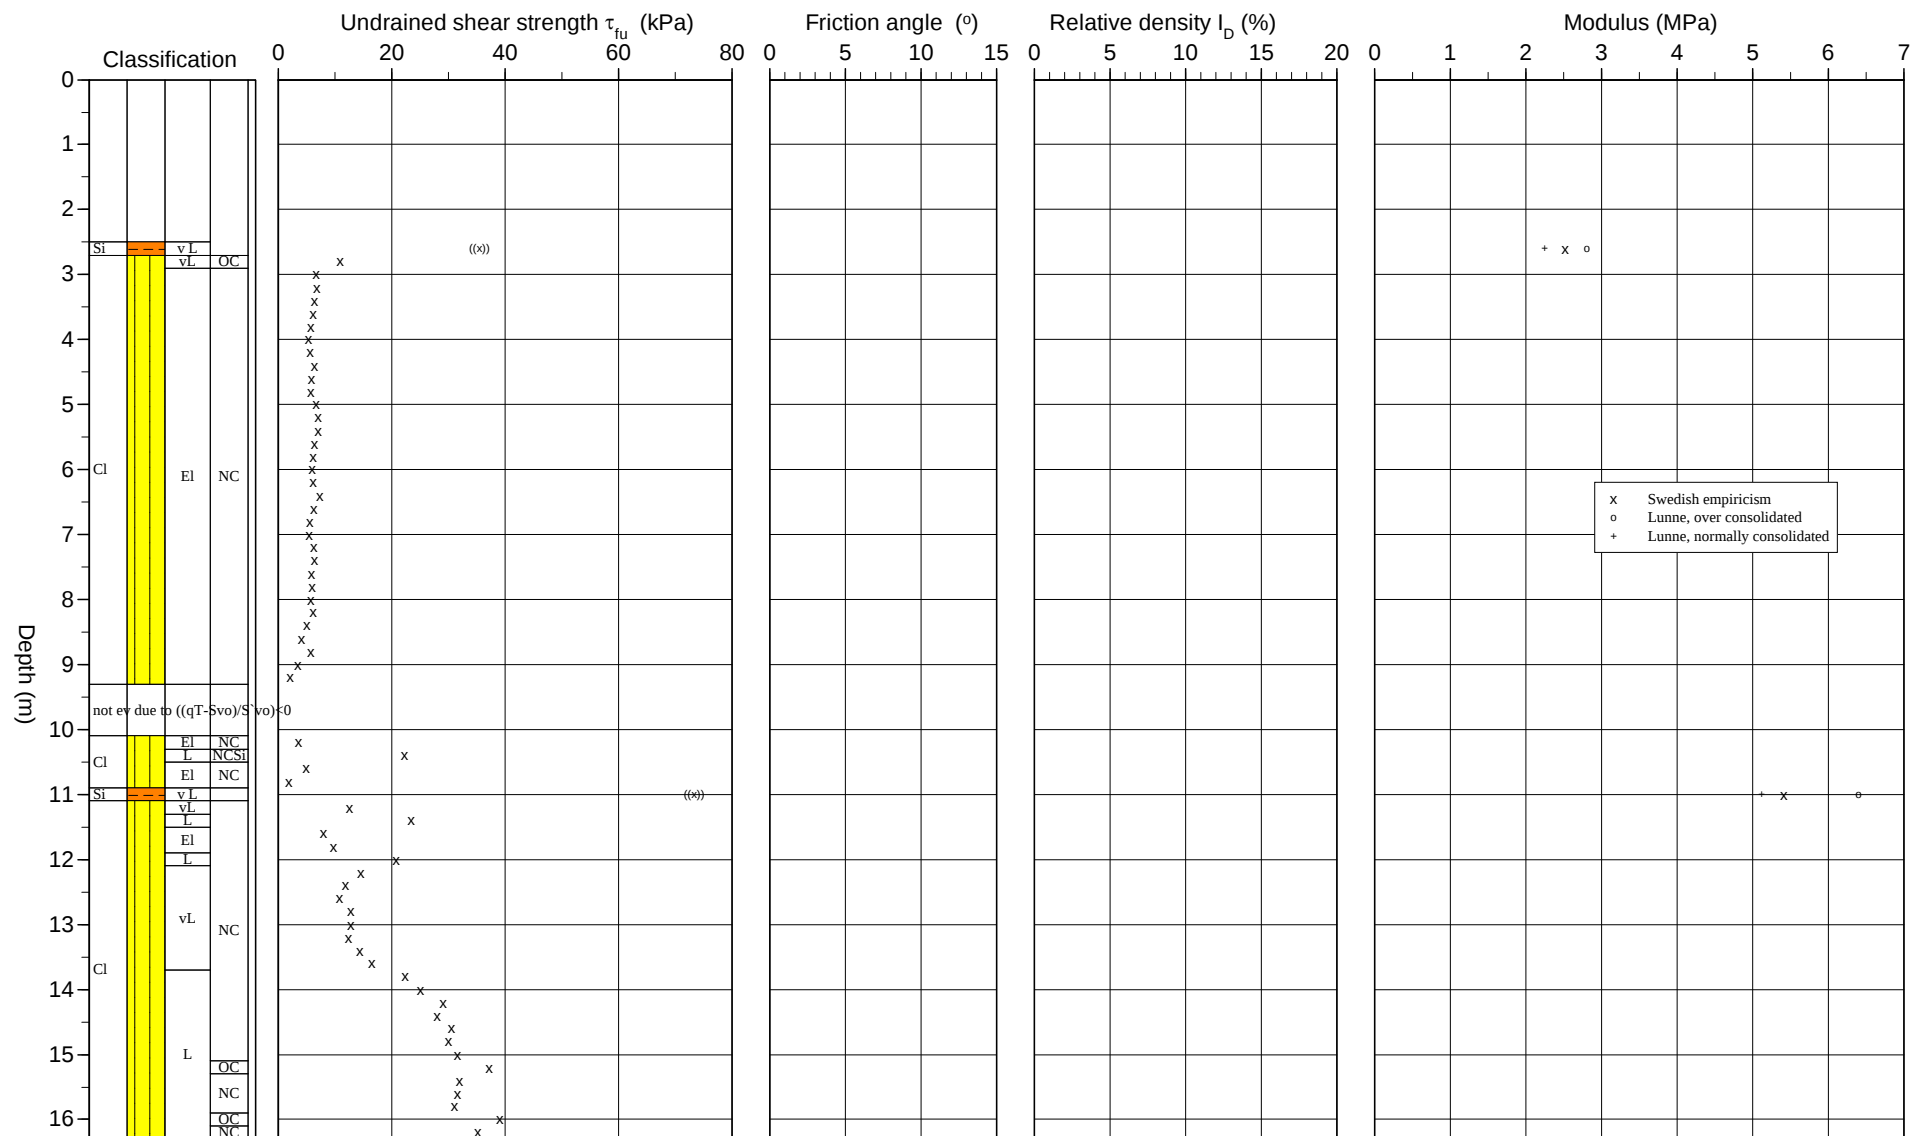 Undrained shear strength τfu (kPa)
Friction angle (o)
Relative density ID (%)
Modulus (MPa)
Classification
0 20 40 60 80
0 5 10 15
0 5 10 15 20
0 1 2 3 4 5 6 7
Depth (m)
0
1
2
3
4
5
6
7
8
9
10
11
12
13
14
15
16
Si v L
vL OC
((x))
Cl El NC
x Swedish empiricism
o Lunne, over consolidated
+ Lunne, normally consolidated
not ev due to ((qT-Svo)/S`vo)<0
El NC
L NCSi
Cl
El NC
Si v L
((x))
vL
L
El
L
vL
NC
Cl
L
OC
NC
OC
NC